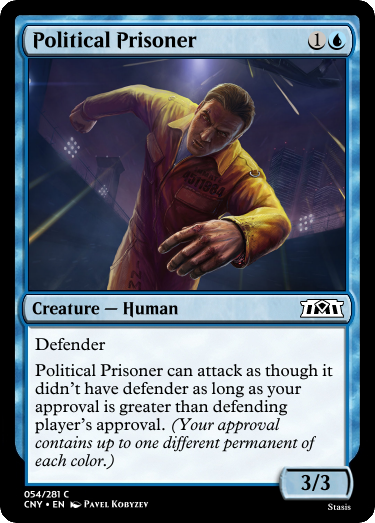 Political Prisoner
1
Creature — Human
Defender
Political Prisoner can attack as though it
didn't have defender as long as your
approval is greater than defending
player's approval. (Your approval
contains up to one different permanent of
each color.)
3/3
054/281 C
CNY • EN PAVEL KOBYZEV
Stasis